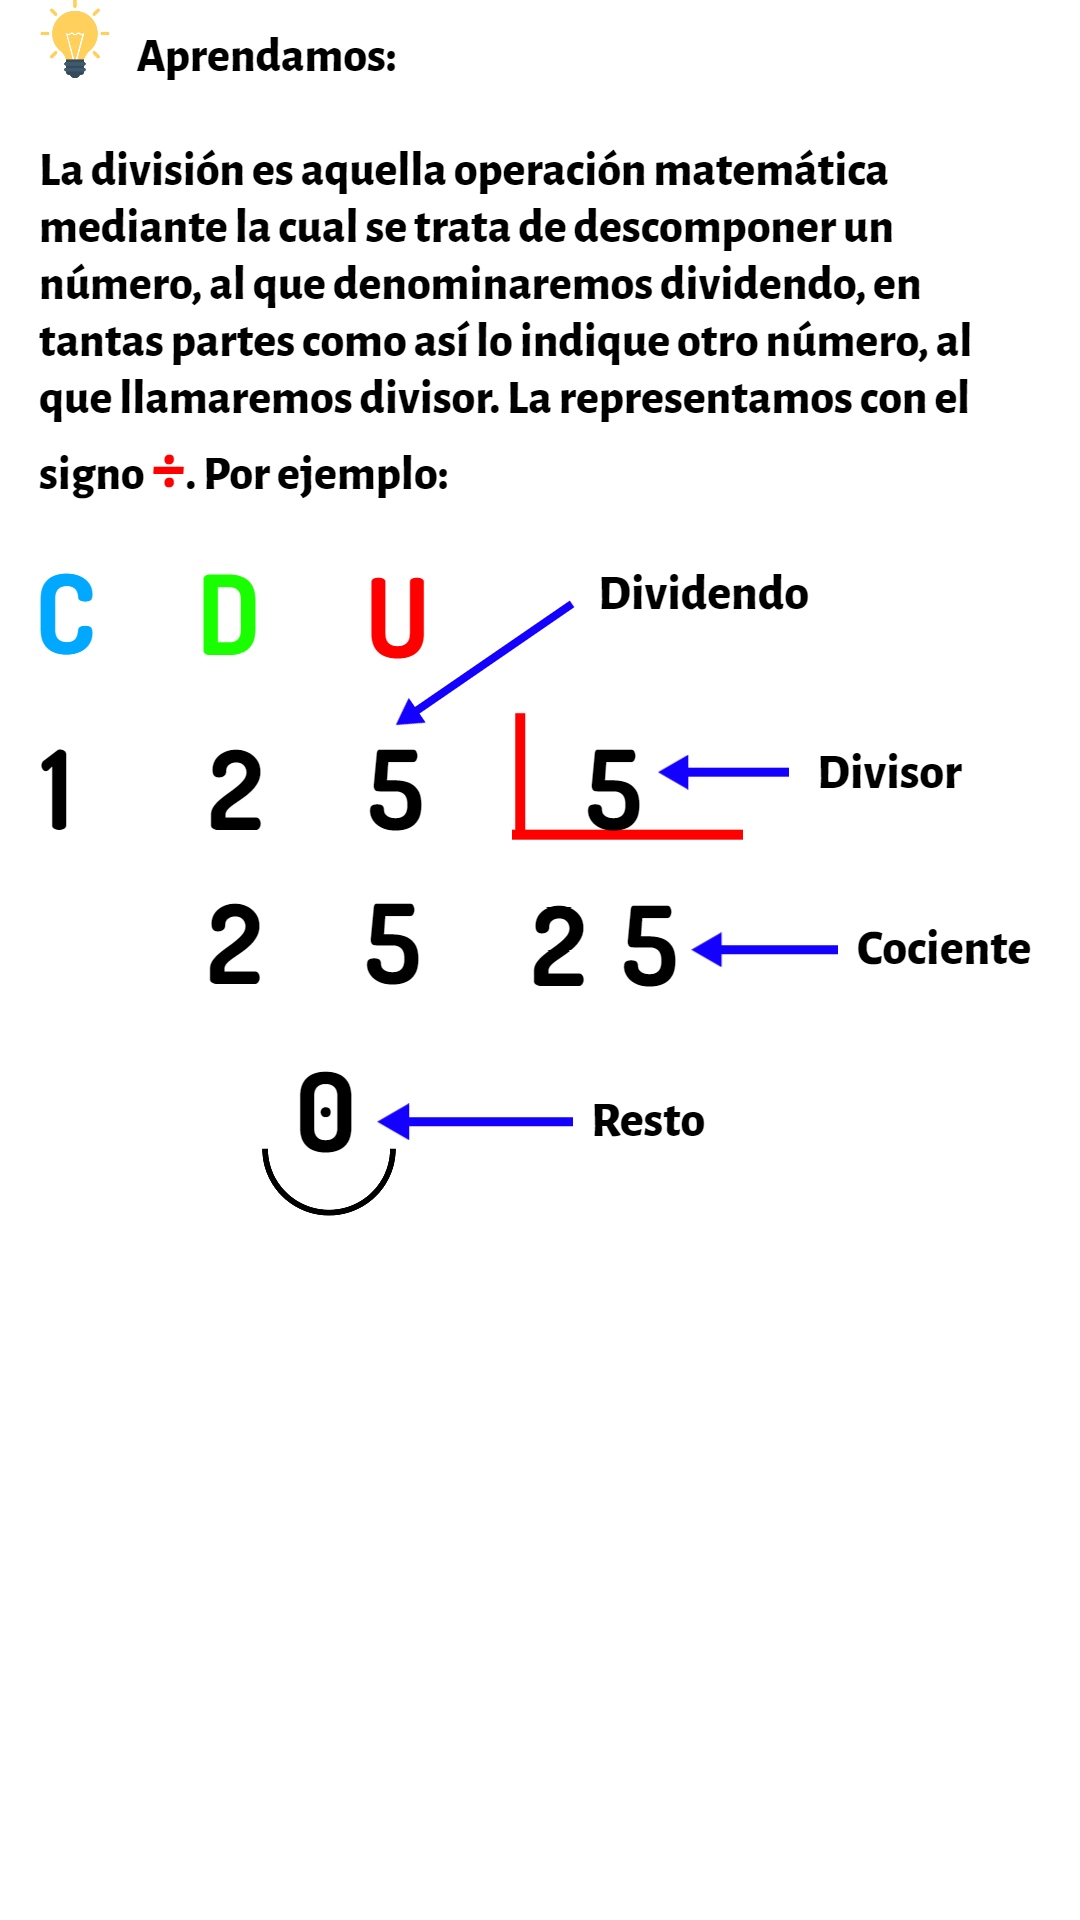 Aprendamos:
La división es aquella operación matemática
mediante la cual se trata de descomponer un
número, al que denominaremos dividendo, en
tantas partes como así lo indique otro número, al
que llamaremos divisor. La representamos con el
signo ÷. Por ejemplo:
C D U Dividendo
1 2 5 5 Divisor
2 5 2 5 Cociente
0 Resto